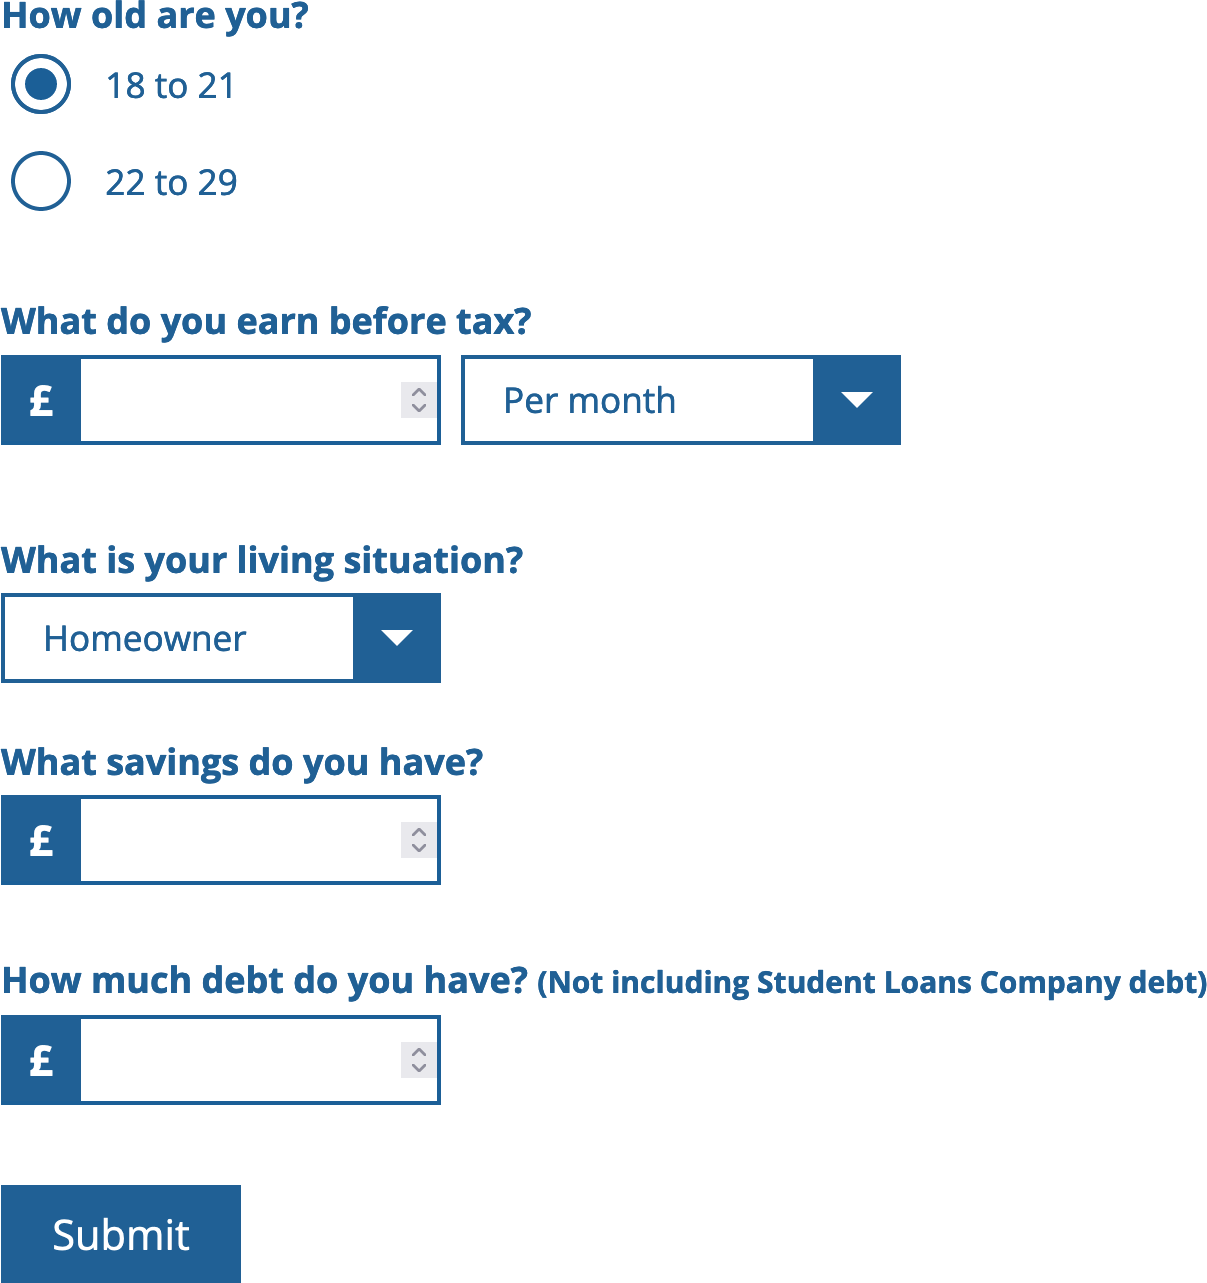 How old are you?
18 to 21
22 to 29
What do you earn before tax?
£ Per month
What is your living situation?
Homeowner
What savings do you have?
£
How much debt do you have? (Not including Student Loans Company debt)
£
Submit